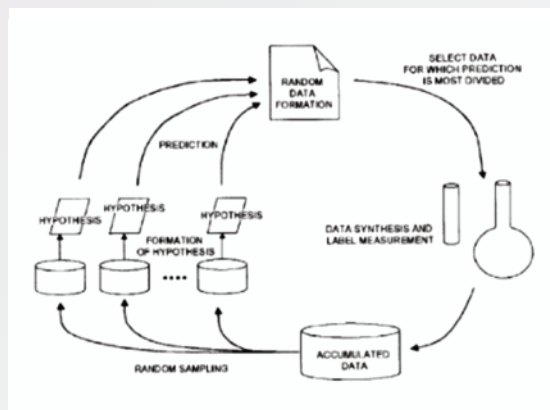 RANDOM
DATA
FORMATION
SELECT DATA
FOR WHICH PREDICTION
IS MOST DIVIDED
PREDICTION
HYPOTHESIS
HYPOTHESIS
HYPOTHESIS
FORMATION
OF HYPOTHESIS
DATA SYNTHESIS AND
LABEL MEASUREMENT
ACCUMULATED
DATA
RANDOM SAMPLING